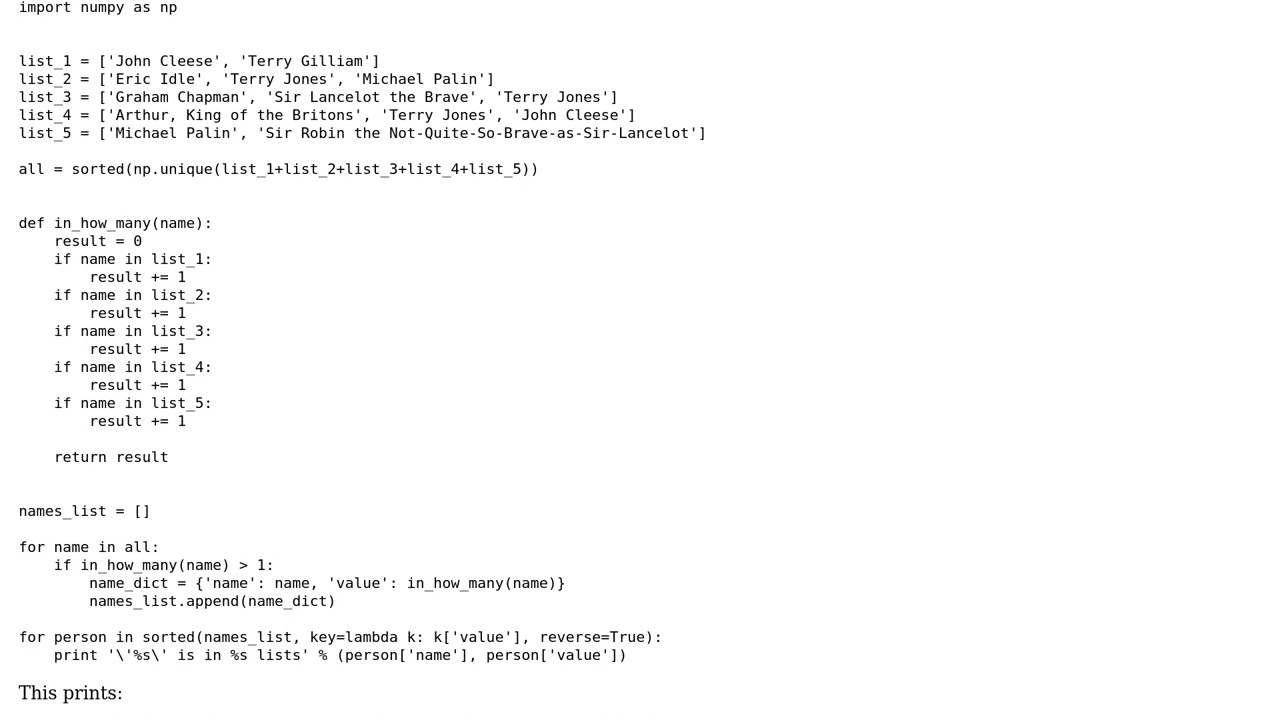 import numpy as np
list_1 = ['John Cleese', 'Terry Gilliam']
list_2 = ['Eric Idle', 'Terry Jones', 'Michael Palin']
list_3 = ['Graham Chapman', 'Sir Lancelot the Brave', 'Terry Jones']
list_4 = ['Arthur, King of the Britons', 'Terry Jones', 'John Cleese']
list_5 = ['Michael Palin', 'Sir Robin the Not-Quite-So-Brave-as-Sir-Lancelot']
all = sorted(np.unique(list_1+list_2+list_3+list_4+list_5))
def in_how_many(name):
    result = 0
    if name in list_1:
        result += 1
    if name in list_2:
        result += 1
    if name in list_3:
        result += 1
    if name in list_4:
        result += 1
    if name in list_5:
        result += 1
    return result
names_list = []
for name in all:
    if in_how_many(name) > 1:
        name_dict = {'name': name, 'value': in_how_many(name)}
        names_list.append(name_dict)
for person in sorted(names_list, key=lambda k: k['value'], reverse=True):
    print '\'%s\' is in %s lists' % (person['name'], person['value'])
This prints: